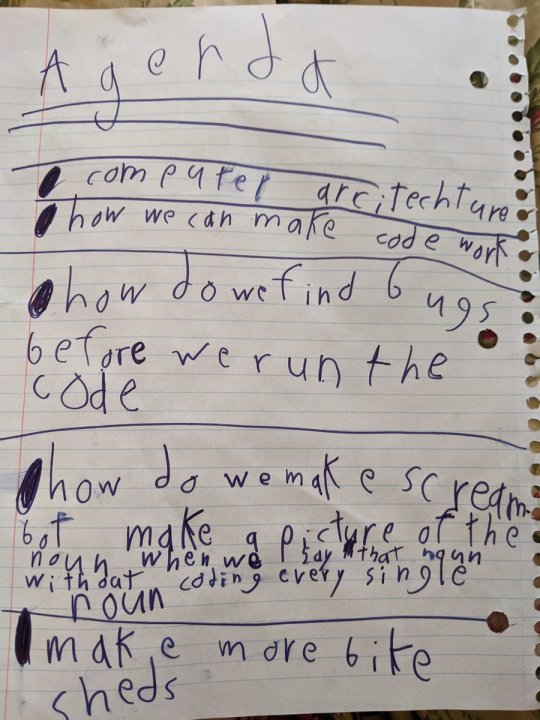 Agenda
computer architechture
how we can make code work
how do we find bugs
before we run the
code
how do we make scream
bot make a picture of the
noun when we say that noun
withoat coding every single
noun
make more bike
sheds